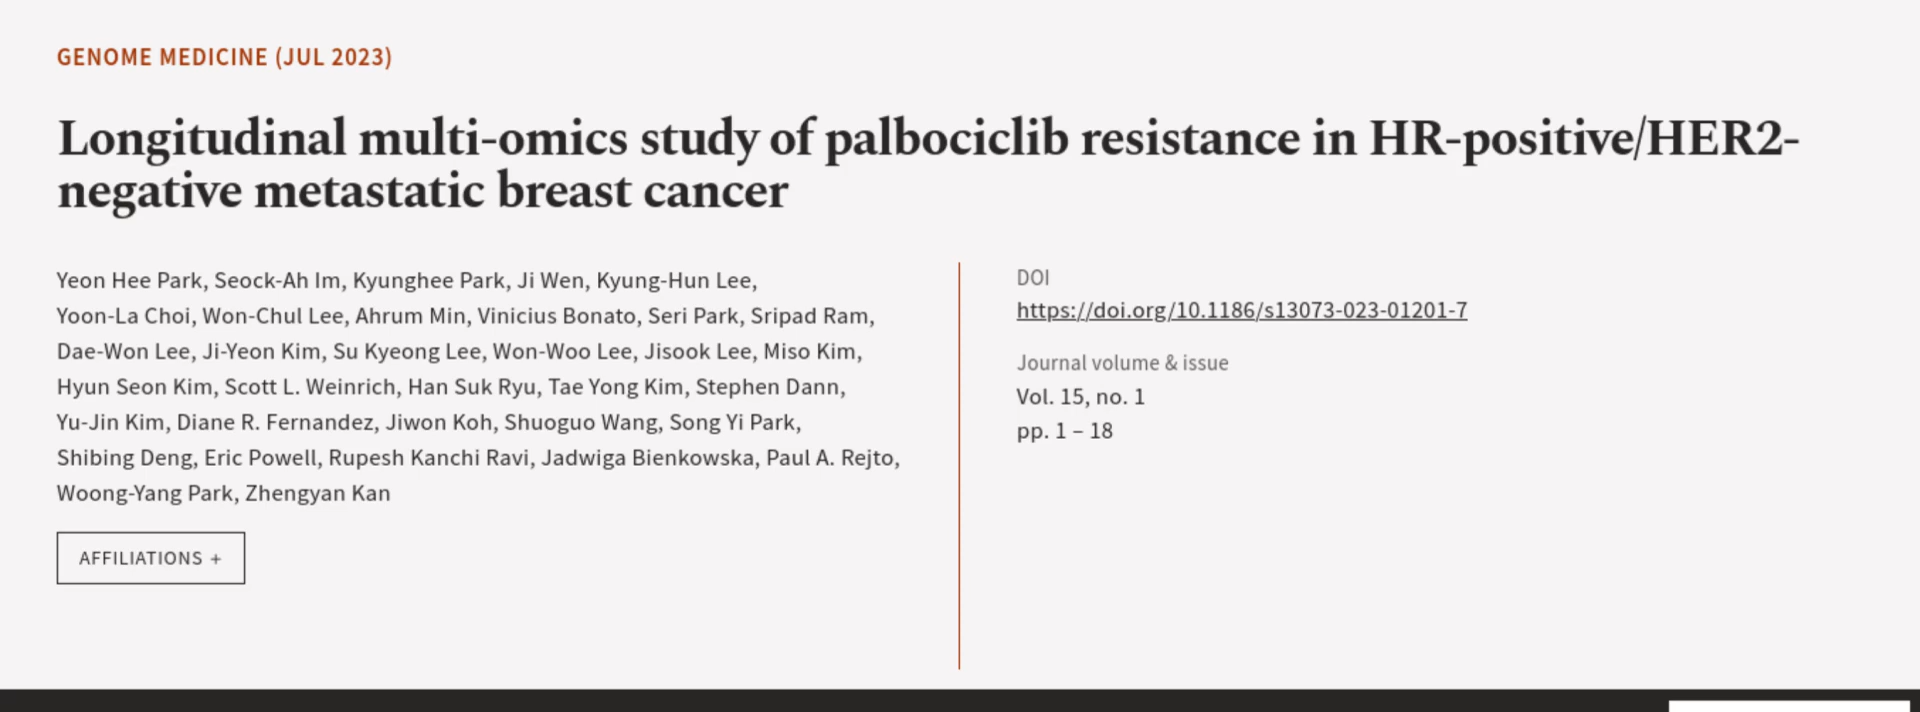 GENOME MEDICINE (JUL 2023)
Longitudinal multi-omics study of palbociclib resistance in HR-positive/HER2-
negative metastatic breast cancer
Yeon Hee Park, Seock-Ah Im, Kyunghee Park, Ji Wen, Kyung-Hun Lee,
Yoon-La Choi, Won-Chul Lee, Ahrum Min, Vinicius Bonato, Seri Park, Sripad Ram,
Dae-Won Lee, Ji-Yeon Kim, Su Kyeong Lee, Won-Woo Lee, Jisook Lee, Miso Kim,
Hyun Seon Kim, Scott L. Weinrich, Han Suk Ryu, Tae Yong Kim, Stephen Dann,
Yu-Jin Kim, Diane R. Fernandez, Jiwon Koh, Shuoguo Wang, Song Yi Park,
Shibing Deng, Eric Powell, Rupesh Kanchi Ravi, Jadwiga Bienkowska, Paul A. Rejto,
Woong-Yang Park, Zhengyan Kan
AFFILIATIONS +
DOI
https://doi.org/10.1186/s13073-023-01201-7
Journal volume & issue
Vol. 15, no. 1
pp. 1 – 18